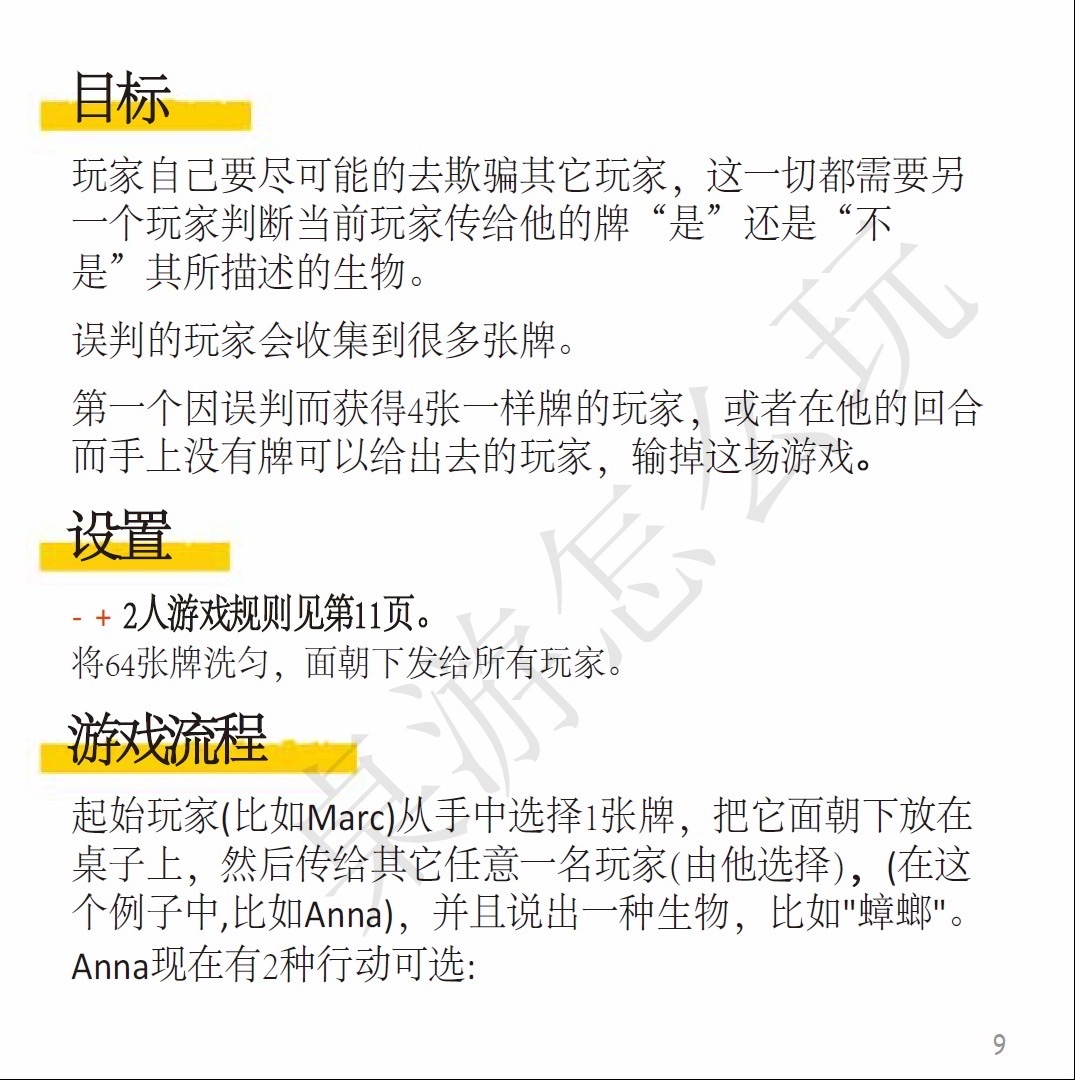 目标
玩家自己要尽可能的去欺骗其它玩家，这一切都需要另
一个玩家判断当前玩家传给他的牌“是”还是“不
是”其所描述的生物。
误判的玩家会收集到很多张牌。
第一个因误判而获得4张一样牌的玩家，或者在他的回合
而手上没有牌可以给出去的玩家，输掉这场游戏。
设置
- + 2人游戏规则见第11页。
将64张牌洗匀，面朝下发给所有玩家。
游戏流程
起始玩家(比如Marc)从手中选择1张牌，把它面朝下放在
桌子上，然后传给其它任意一名玩家(由他选择)，(在这
个例子中,比如Anna)，并且说出一种生物，比如"蟑螂"。
Anna现在有2种行动可选:
9
桌游怎么玩